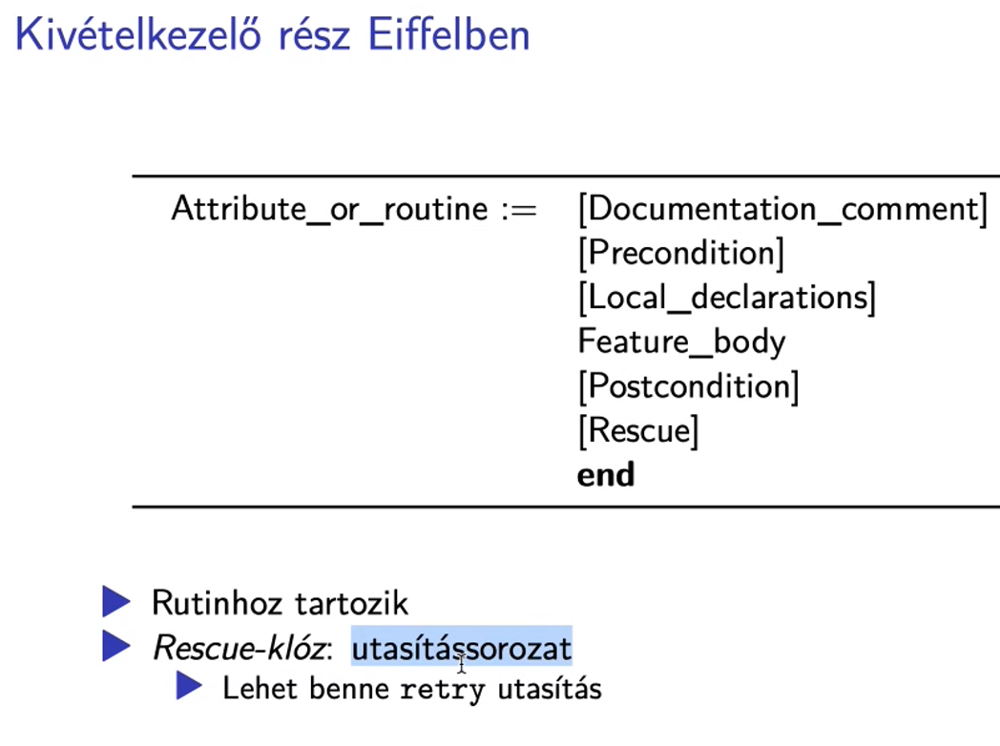 Kivételkezelő rész Eiffelben
Attribute_or_routine := [Documentation_comment]
[Precondition]
[Local_declarations]
Feature_body
[Postcondition]
[Rescue]
end
Rutinhoz tartozik
Rescue-klóz: utasítássorozat
Lehet benne retry utasítás